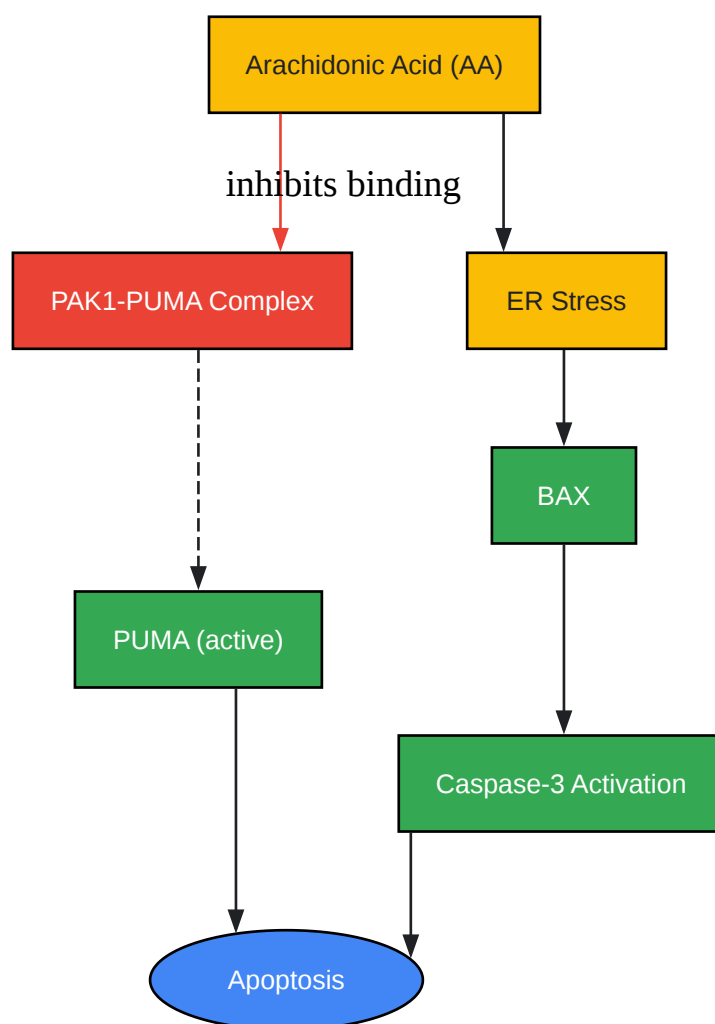 Arachidonic Acid (AA)
inhibits binding
PAK1-PUMA Complex
ER Stress
BAX
PUMA (active)
Caspase-3 Activation
Apoptosis